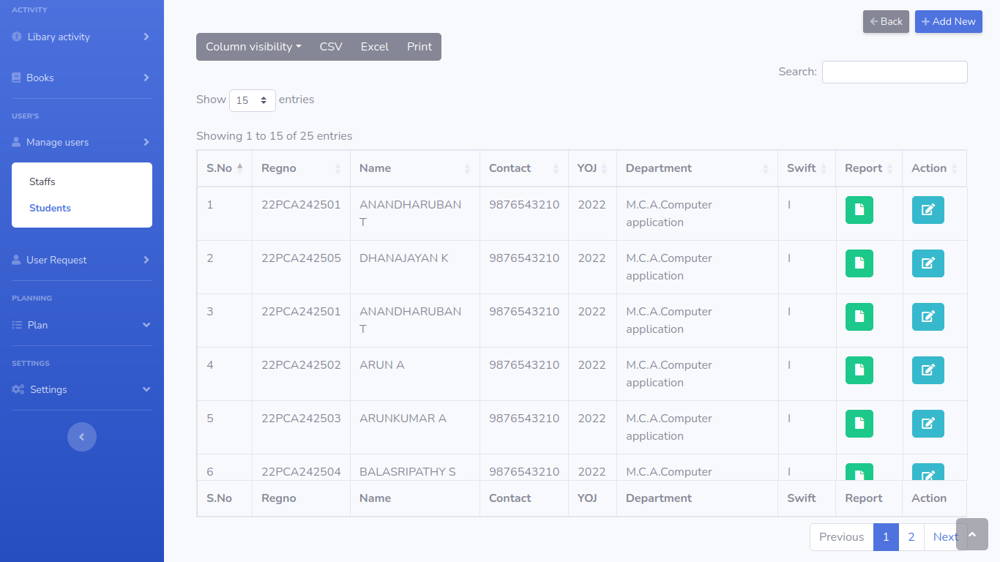 ACTIVITY
Libary activity
Books
USER'S
Manage users
Staffs
Students
User Request
PLANNING
Plan
SETTINGS
Settings
Back Add New
Column visibility CSV Excel Print
Search:
Show 15 entries
Showing 1 to 15 of 25 entries
S.No Regno Name Contact YOJ Department Swift Report Action
1 22PCA242501 ANANDHARUBAN 9876543210 2022 M.C.A.Computer I
T application
2 22PCA242505 DHANAJAYAN K 9876543210 2022 M.C.A.Computer I
application
3 22PCA242501 ANANDHARUBAN 9876543210 2022 M.C.A.Computer I
T application
4 22PCA242502 ARUN A 9876543210 2022 M.C.A.Computer I
application
5 22PCA242503 ARUNKUMAR A 9876543210 2022 M.C.A.Computer I
application
6 22PCA242504 BALASRIPATHY S 9876543210 2022 M.C.A.Computer I
S.No Regno Name Contact YOJ Department Swift Report Action
Previous 1 2 Next